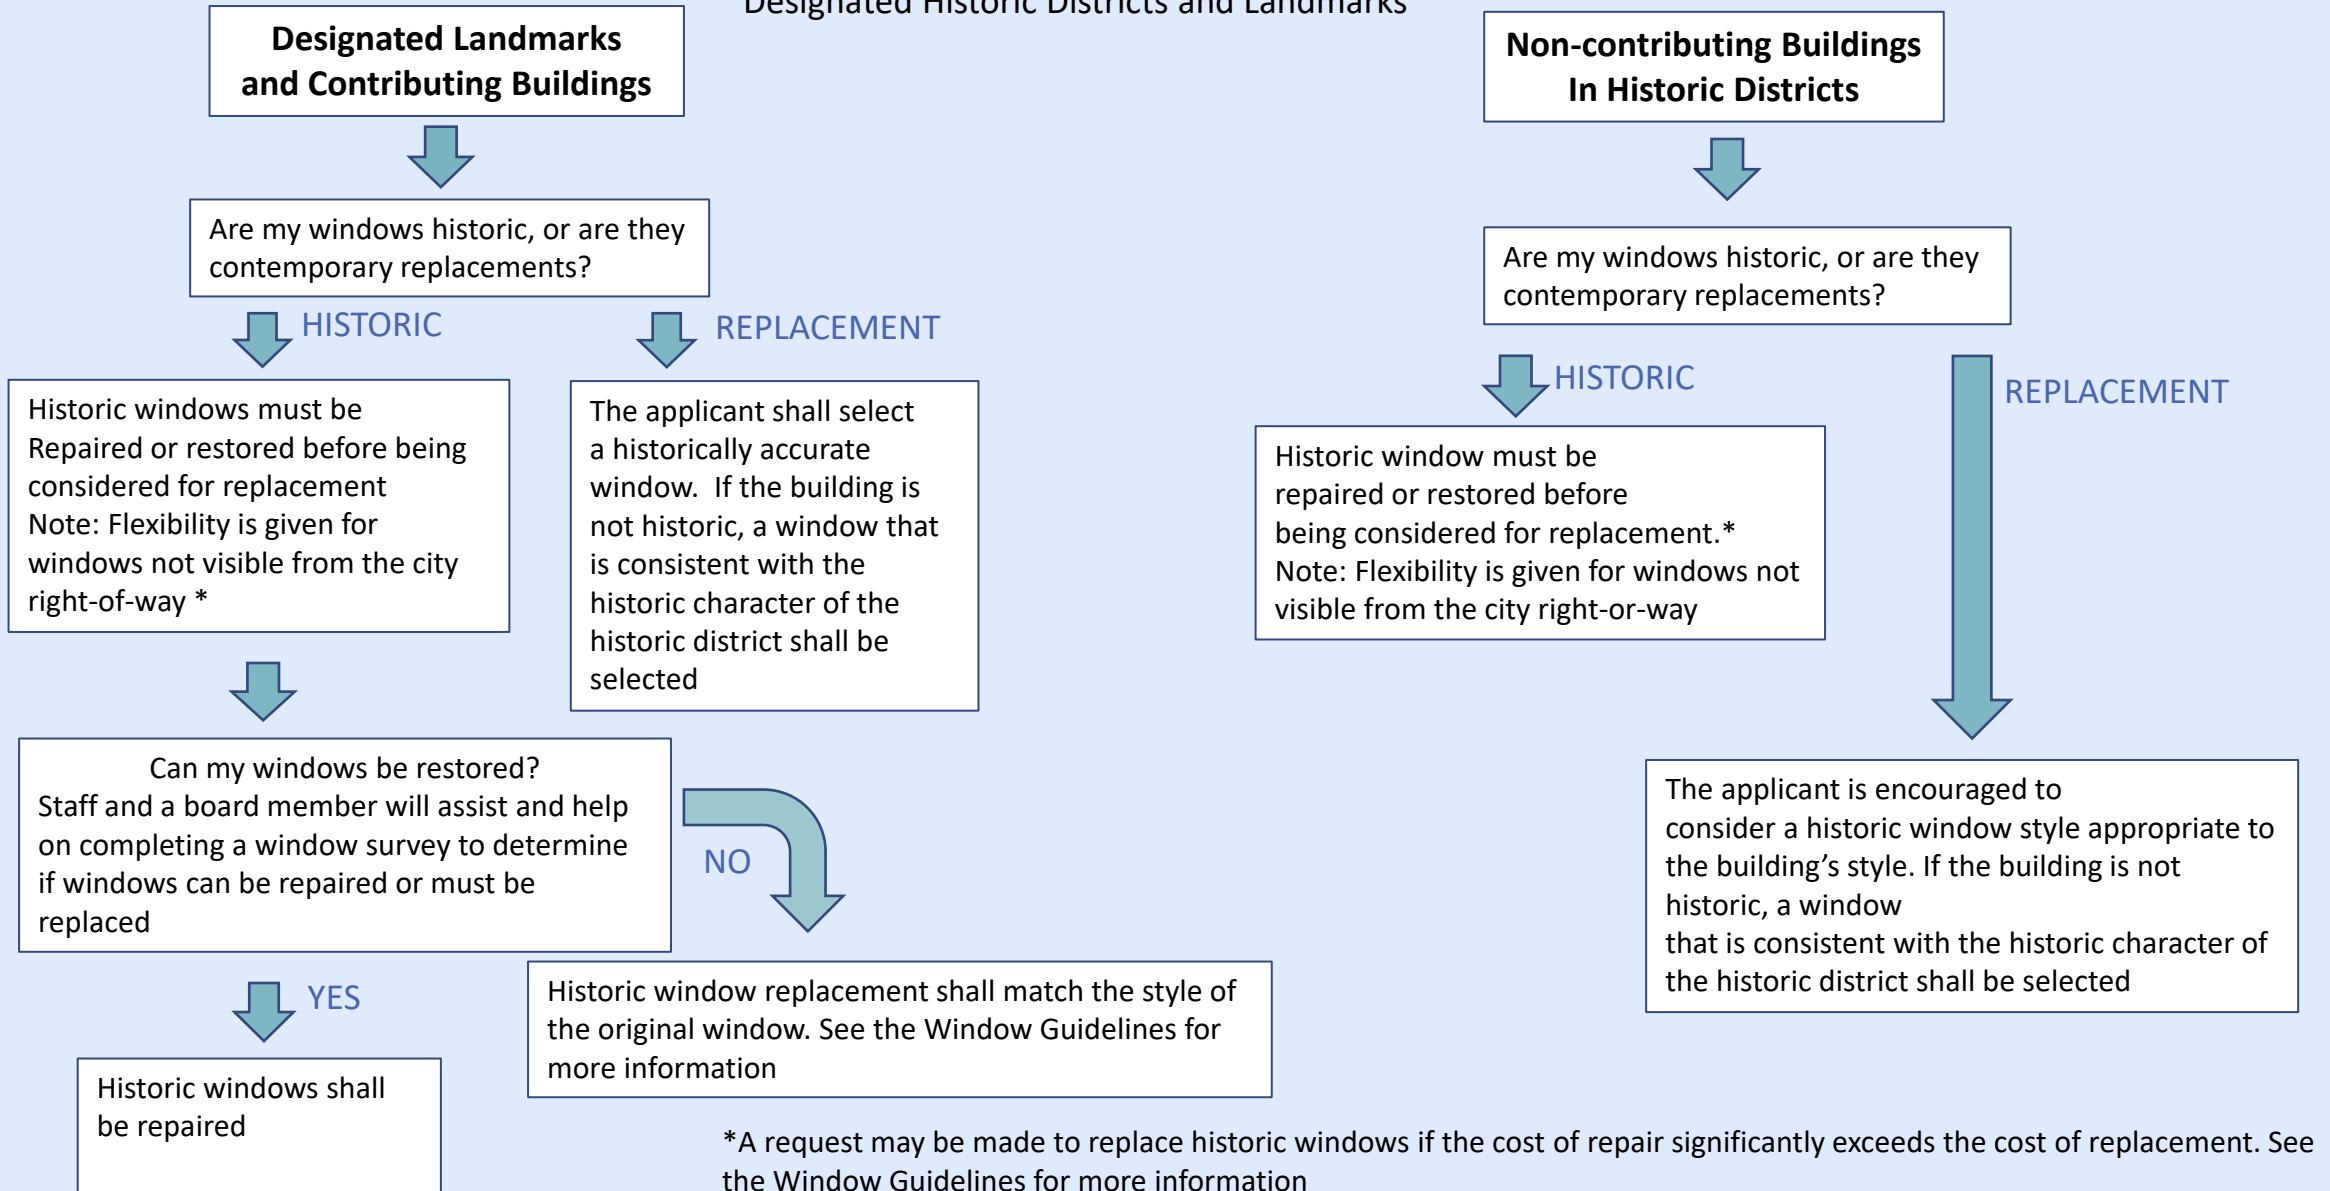 Designated Historic Districts and Landmarks
Designated Landmarks
and Contributing Buildings
Are my windows historic, or are they
contemporary replacements?
HISTORIC
REPLACEMENT
Historic windows must be
Repaired or restored before being
considered for replacement
Note: Flexibility is given for
windows not visible from the city
right-of-way *
The applicant shall select
a historically accurate
window.  If the building is
not historic, a window that
is consistent with the
historic character of the
historic district shall be
selected
Can my windows be restored?
Staff and a board member will assist and help
on completing a window survey to determine
if windows can be repaired or must be
replaced
NO
YES
Historic window replacement shall match the style of
the original window. See the Window Guidelines for
more information
Historic windows shall
be repaired
Non-contributing Buildings
In Historic Districts
Are my windows historic, or are they
contemporary replacements?
HISTORIC
REPLACEMENT
Historic window must be
repaired or restored before
being considered for replacement.*
Note: Flexibility is given for windows not
visible from the city right-or-way
The applicant is encouraged to
consider a historic window style appropriate to
the building’s style. If the building is not
historic, a window
that is consistent with the historic character of
the historic district shall be selected
*A request may be made to replace historic windows if the cost of repair significantly exceeds the cost of replacement. See
the Window Guidelines for more information